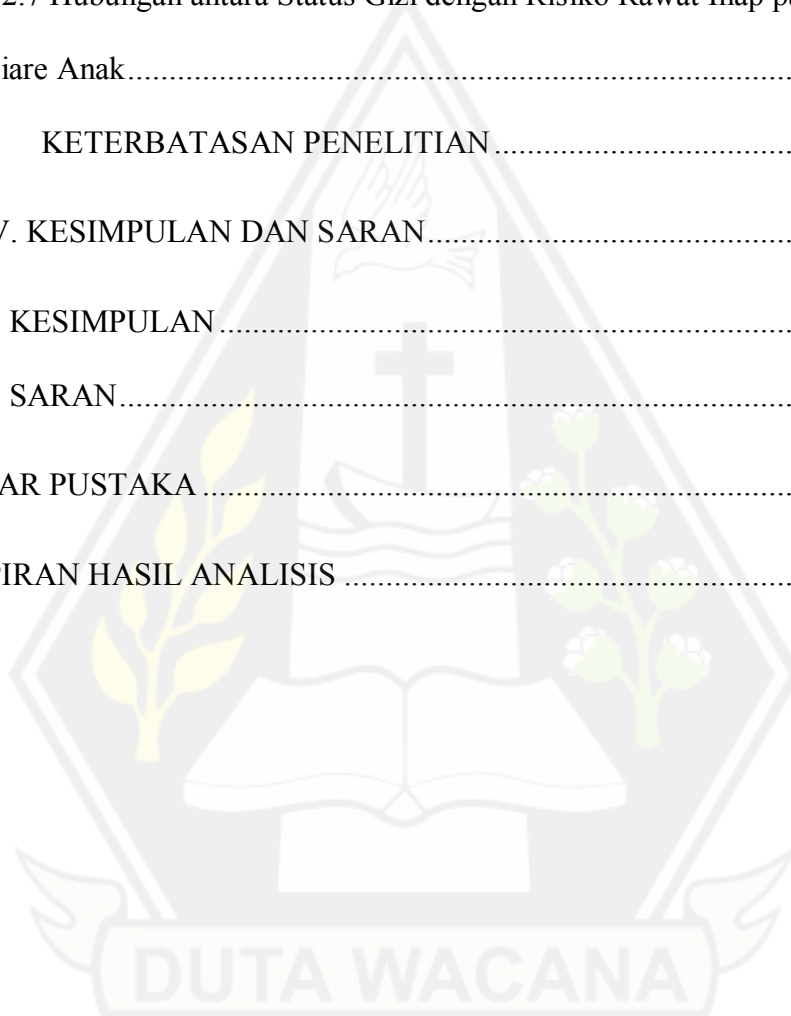 2.7 Hubungan antara Status Gizi dengan Risiko Rawat Inap pa
iare Anak....................................................................................
KETERBATASAN PENELITIAN......................................
V. KESIMPULAN DAN SARAN..............................................
KESIMPULAN........................................................................
SARAN.....................................................................................
AR PUSTAKA..........................................................................
PIRAN HASIL ANALISIS........................................................
DUTA WACANA